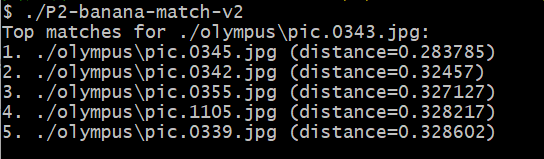 $ ./P2-banana-match-v2
Top matches for ./olympus\pic.0343.jpg:
1. ./olympus\pic.0345.jpg (distance=0.283785)
2. ./olympus\pic.0342.jpg (distance=0.32457)
3. ./olympus\pic.0355.jpg (distance=0.327127)
4. ./olympus\pic.1105.jpg (distance=0.328217)
5. ./olympus\pic.0339.jpg (distance=0.328602)